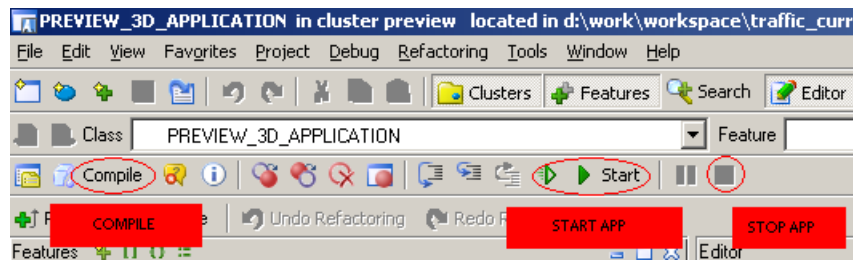 PREVIEW_3D_APPLICATION in cluster preview located in d:\work\workspace\traffic_curr
File Edit View Favorites Project Debug Refactoring Tools Window Help
Clusters Features Search Editor
Class PREVIEW_3D_APPLICATION Feature
Compile Start
COMPILE Undo Refactoring Redo START APP STOP APP
Features Editor